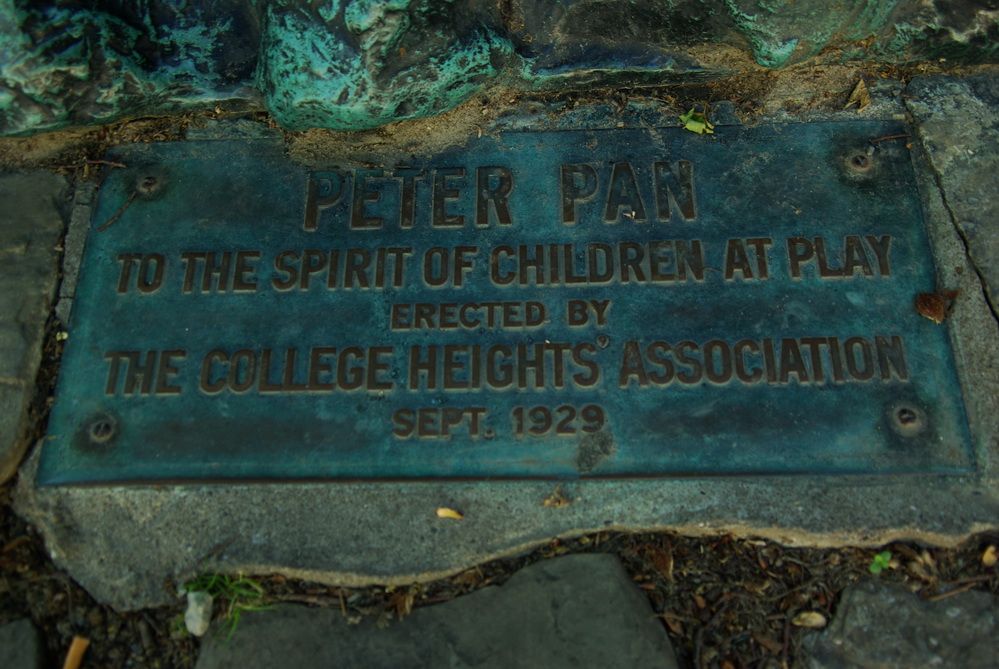 PETER PAN
TO THE SPIRIT OF CHILDREN AT PLAY
ERECTED BY
THE COLLEGE HEIGHTS' ASSOCIATION
SEPT. 1929